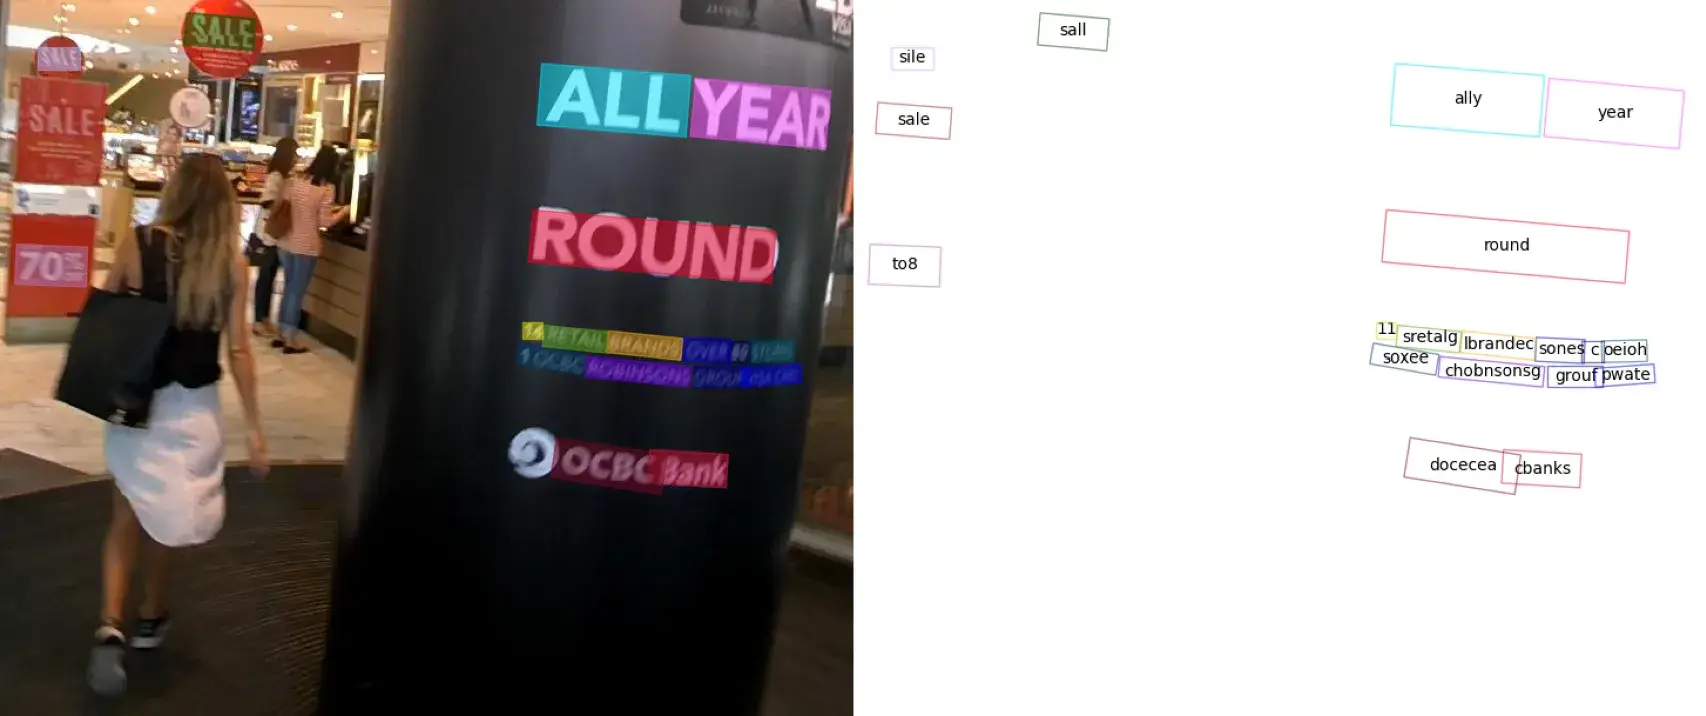 SALE
SALE
SALE
70%
VISA
ALL YEAR
ROUND
14 RETAIL BRANDS OVER 80 STORES
1 OCBC ROBINSONS GROUP VISA CARD
OCBC Bank
sall
sile
sale
ally year
round
to8
11 sretalg lbrandec sones c oeioh
soxee chobnsonsg grouf pwate
docecea cbanks